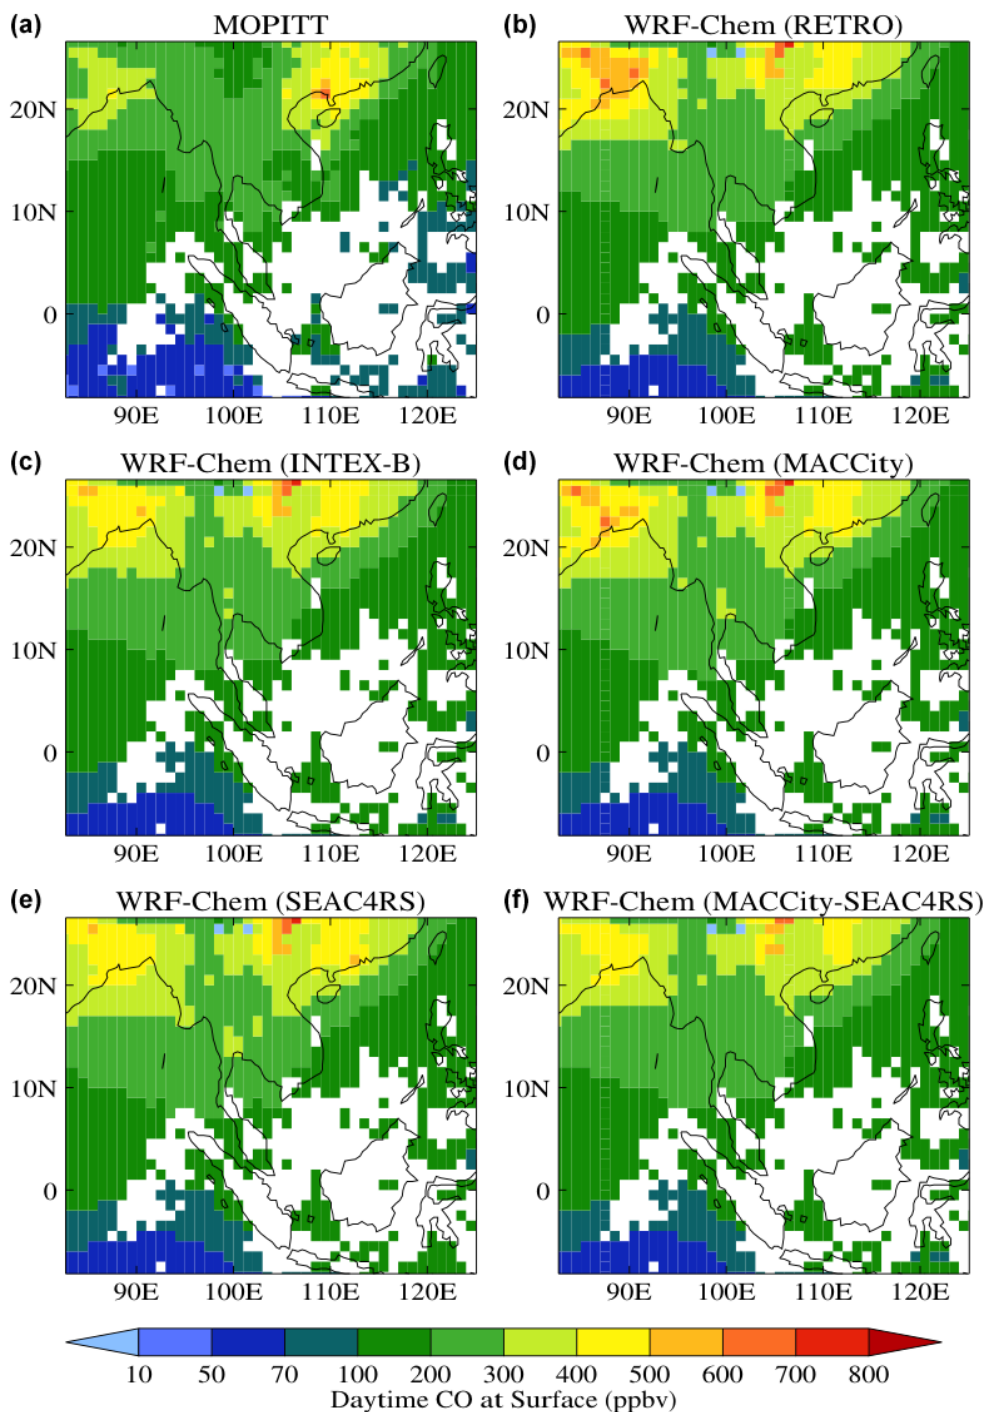 (a) MOPITT
(b) WRF-Chem (RETRO)
20N
10N
0
90E 100E 110E 120E
20N
10N
0
90E 100E 110E 120E
(c) WRF-Chem (INTEX-B)
(d) WRF-Chem (MACCity)
20N
10N
0
90E 100E 110E 120E
20N
10N
0
90E 100E 110E 120E
(e) WRF-Chem (SEAC4RS)
(f) WRF-Chem (MACCity-SEAC4RS)
20N
10N
0
90E 100E 110E 120E
20N
10N
0
90E 100E 110E 120E
10 50 70 100 200 300 400 500 600 700 800
Daytime CO at Surface (ppbv)